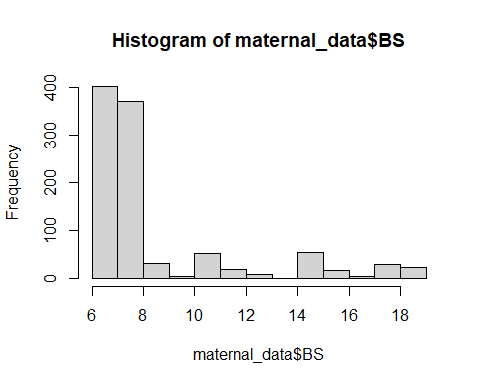 Histogram of maternal_data$BS
Frequency
400
300
200
100
0
6 8 10 12 14 16 18
maternal_data$BS